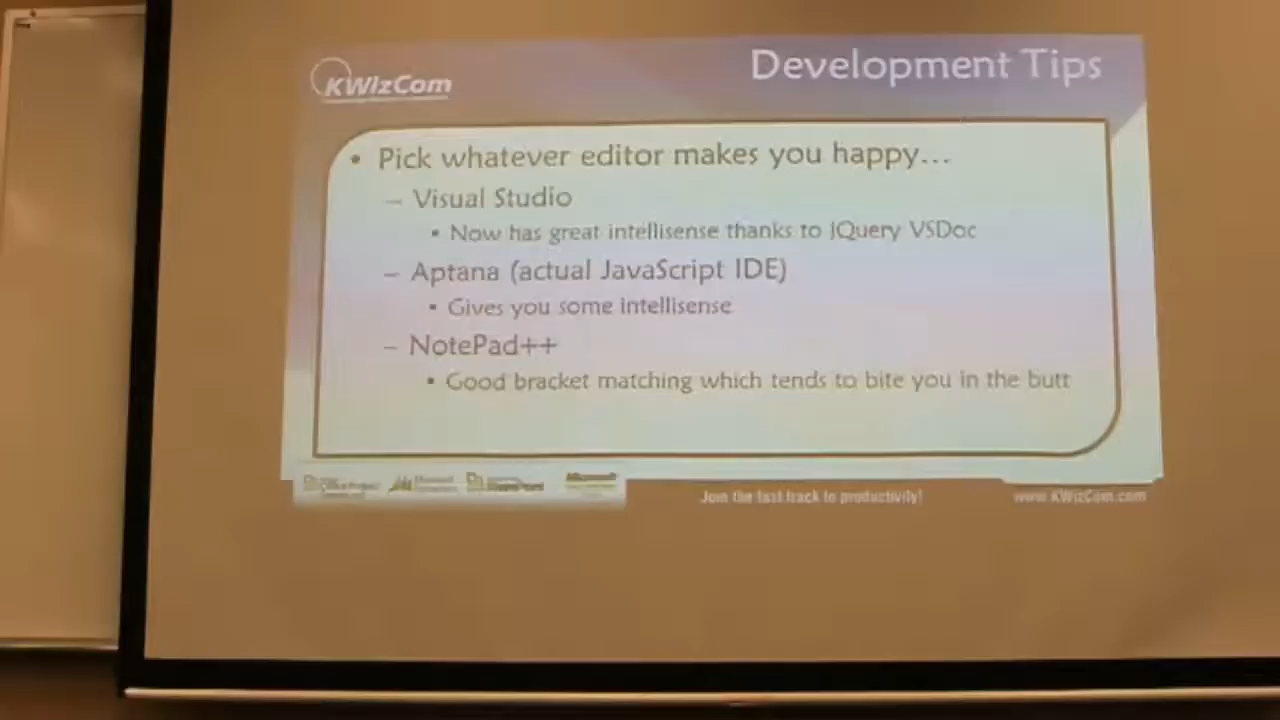 KWizCom
Development Tips
• Pick whatever editor makes you happy...
– Visual Studio
• Now has great intellisense thanks to jQuery VSDoc
– Aptana (actual JavaScript IDE)
• Gives you some intellisense
– NotePad++
• Good bracket matching which tends to bite you in the butt
Microsoft
Join the fast track to productivity!
www.KWizCom.com